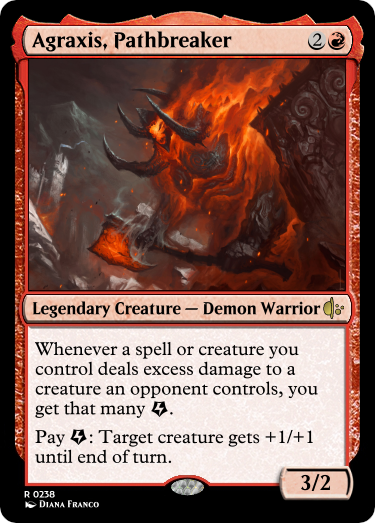 Agraxis, Pathbreaker 2
Legendary Creature — Demon Warrior
Whenever a spell or creature you
control deals excess damage to a
creature an opponent controls, you
get that many .
Pay : Target creature gets +1/+1
until end of turn.
3/2
R 0238
Diana Franco